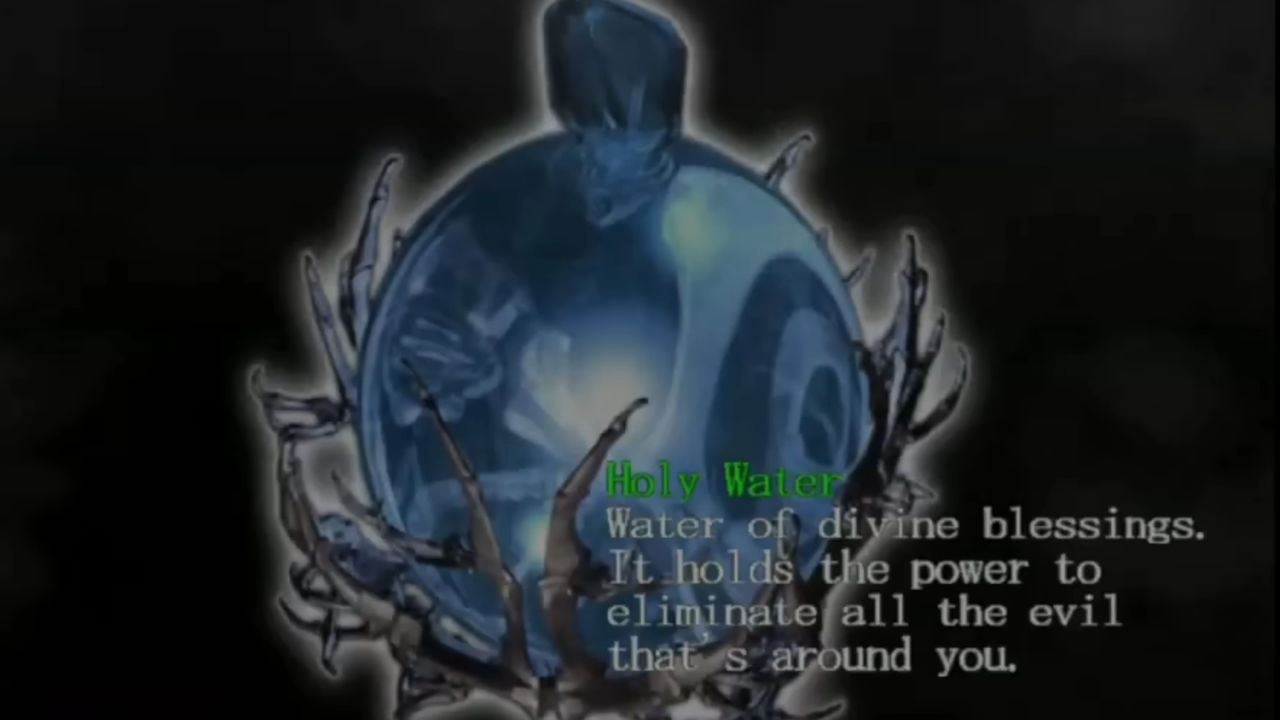 Holy Water
Water of divine blessings.
It holds the power to
eliminate all the evil
that's around you.